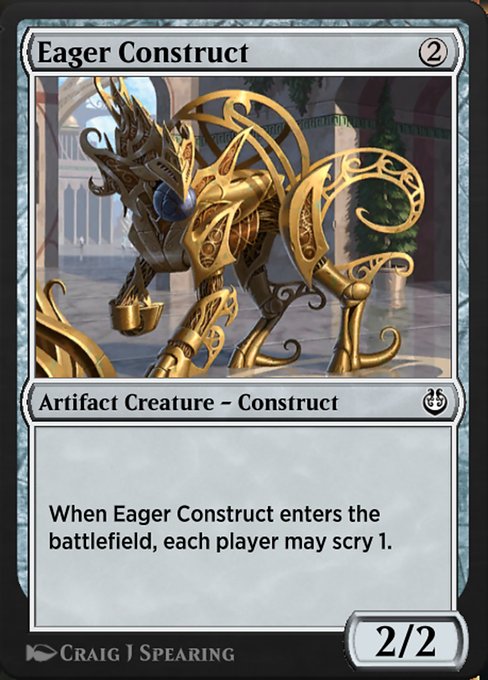 Eager Construct 2
Artifact Creature – Construct
When Eager Construct enters the
battlefield, each player may scry 1.
2/2
Craig J Spearing